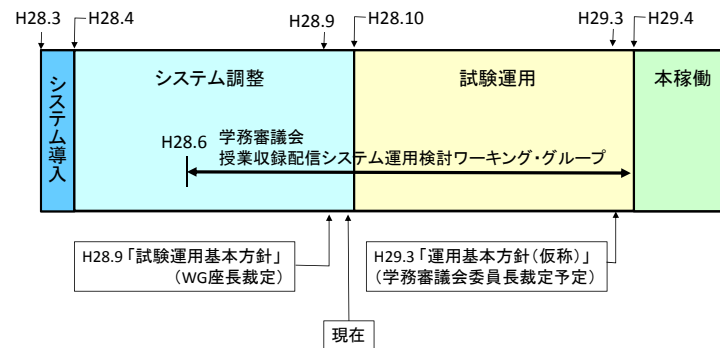 H28.3
H28.4
H28.9
H28.10
H29.3
H29.4
システム導入
システム調整
試験運用
本稼働
H28.6
学務審議会
授業収録配信システム運用検討ワーキング・グループ
H28.9「試験運用基本方針」
（WG座長裁定）
H29.3「運用基本方針（仮称）」
（学務審議会委員長裁定予定）
現在